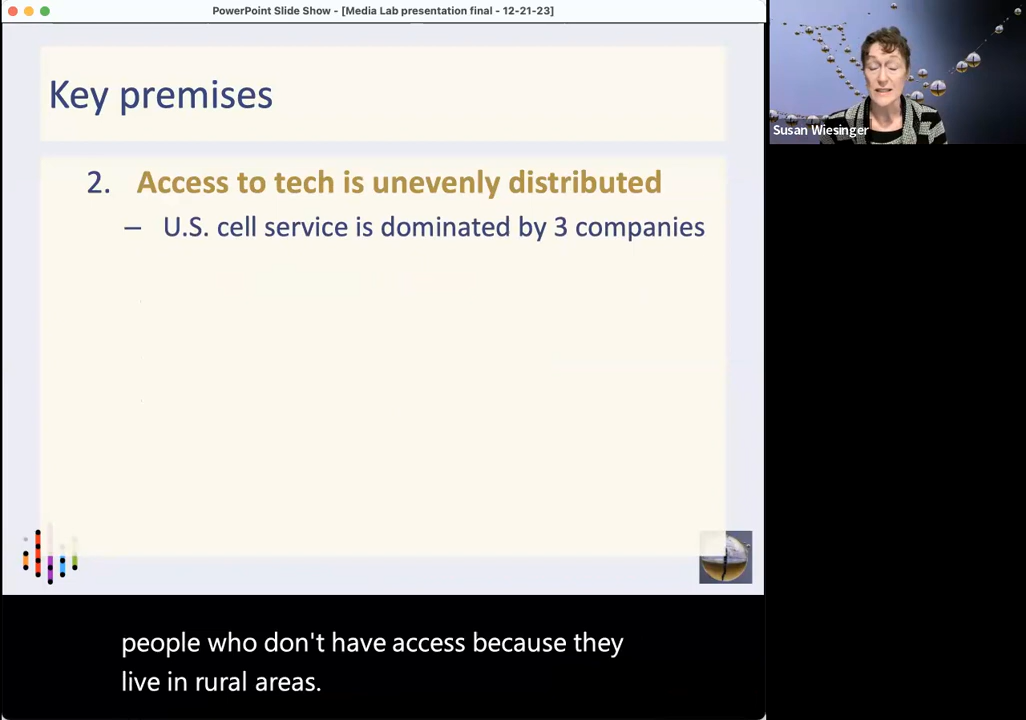 PowerPoint Slide Show - [Media Lab presentation final - 12-21-23]
Key premises
2. Access to tech is unevenly distributed
– U.S. cell service is dominated by 3 companies
Susan Wiesinger
people who don't have access because they
live in rural areas.